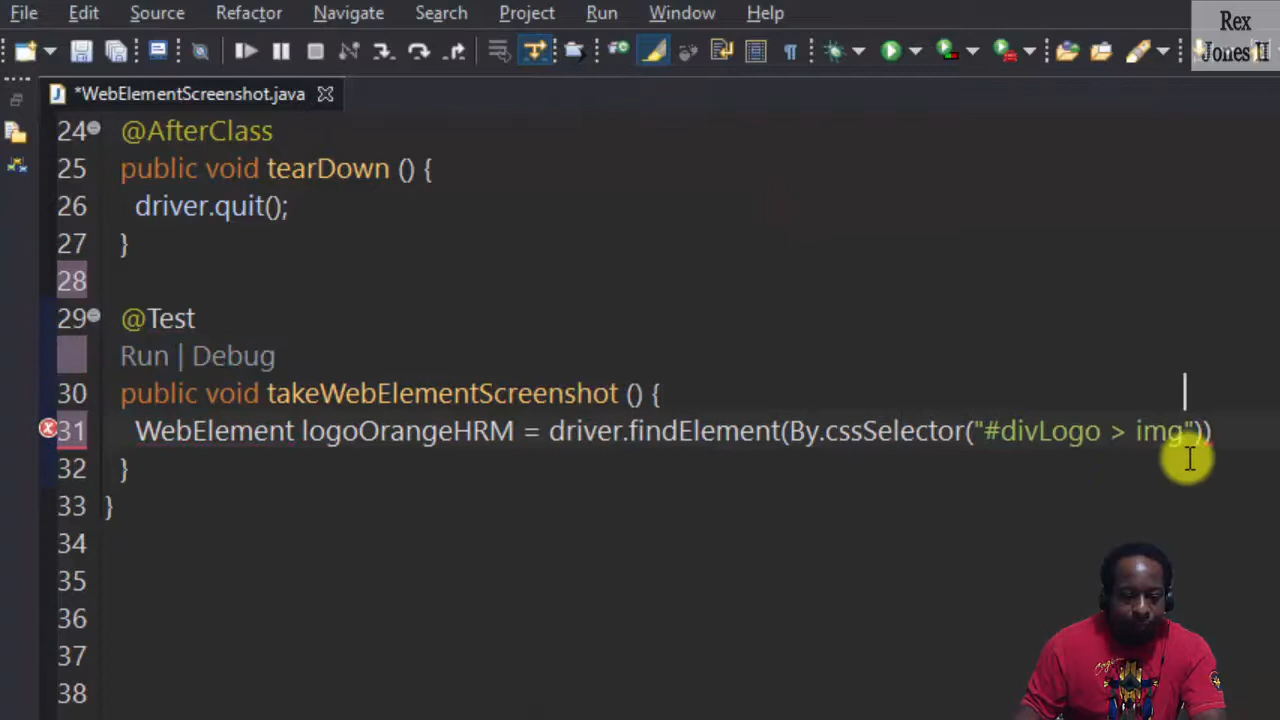 File Edit Source Refactor Navigate Search Project Run Window Help
Rex
Jones II
*WebElementScreenshot.java
24 @AfterClass
25 public void tearDown () {
26 driver.quit();
27 }
28
29 @Test
Run | Debug
30 public void takeWebElementScreenshot () {
31 WebElement logoOrangeHRM = driver.findElement(By.cssSelector("#divLogo > img"))
32 }
33 }
34
35
36
37
38